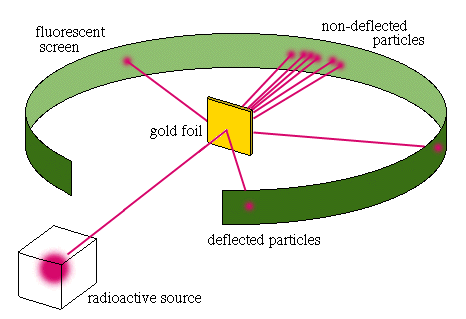 fluorescent
screen
non-deflected
particles
gold foil
deflected particles
radioactive source